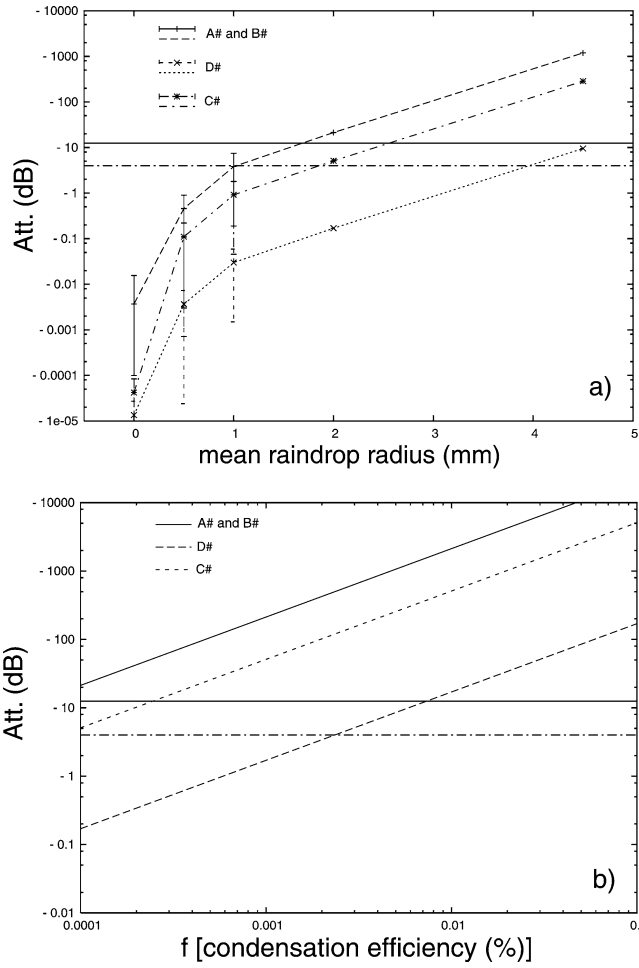 - 10000
- 1000
- 100
- 10
- 1
- 0.1
- 0.01
- 0.001
- 0.0001
- 1e-05
Att. (dB)
A# and B#
D#
C#
a)
0 1 2 3 4 5
mean raindrop radius (mm)
- 10000
- 1000
- 100
- 10
- 1
- 0.1
- 0.01
Att. (dB)
A# and B#
D#
C#
b)
0.0001 0.001 0.01 0.
f [condensation efficiency (%)]